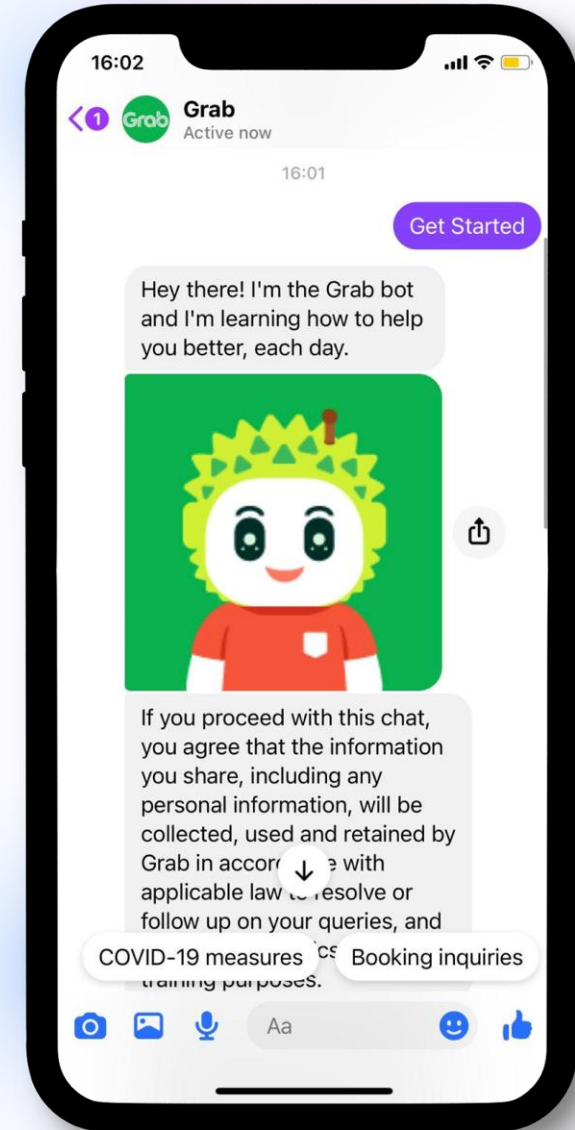 16:02
1
Grab
Grab
Active now
16:01
Get Started
Hey there! I'm the Grab bot
and I'm learning how to help
you better, each day.
If you proceed with this chat,
you agree that the information
you share, including any
personal information, will be
collected, used and retained by
Grab in with
applicable law resolve or
follow up on your queries, and
COVID-19 measures
Booking inquiries
training purposes.
Aa